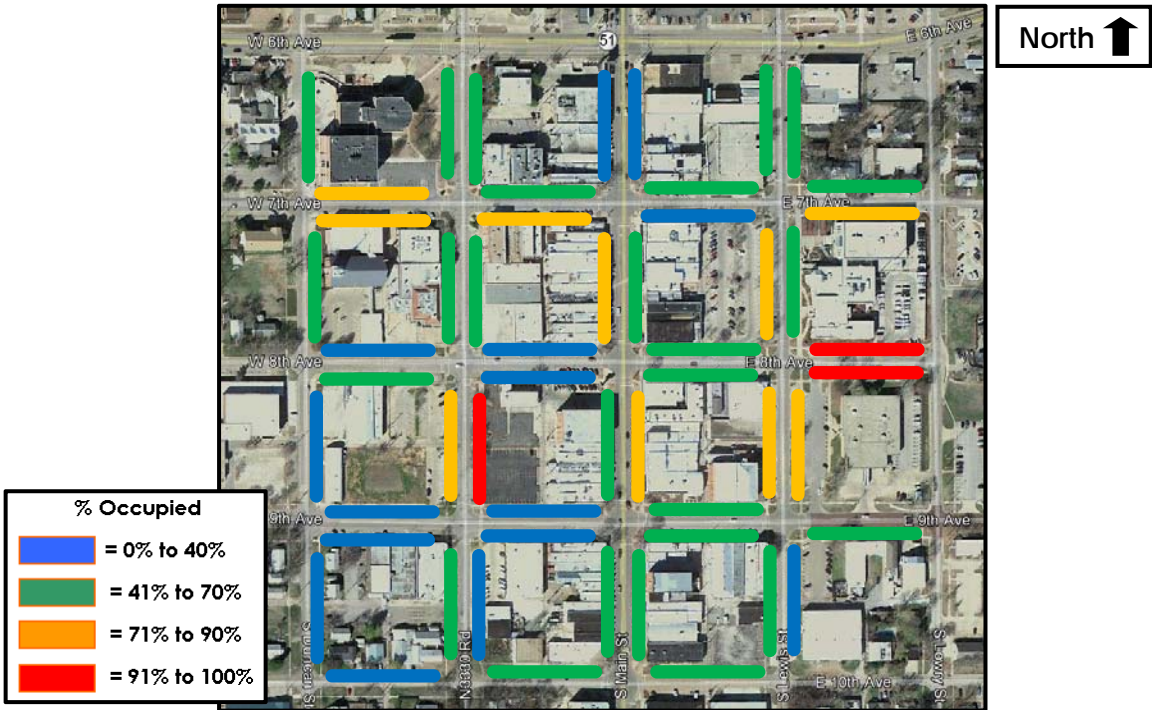 North
W 6th Ave
51
E 6th Ave
W 7th Ave
E 7th Ave
W 8th Ave
E 8th Ave
9th Ave
E 9th Ave
S Duncan St
N3330 Rd
S Main St
S Lewis St
S Lowry St
E 10th Ave
% Occupied
= 0% to 40%
= 41% to 70%
= 71% to 90%
= 91% to 100%